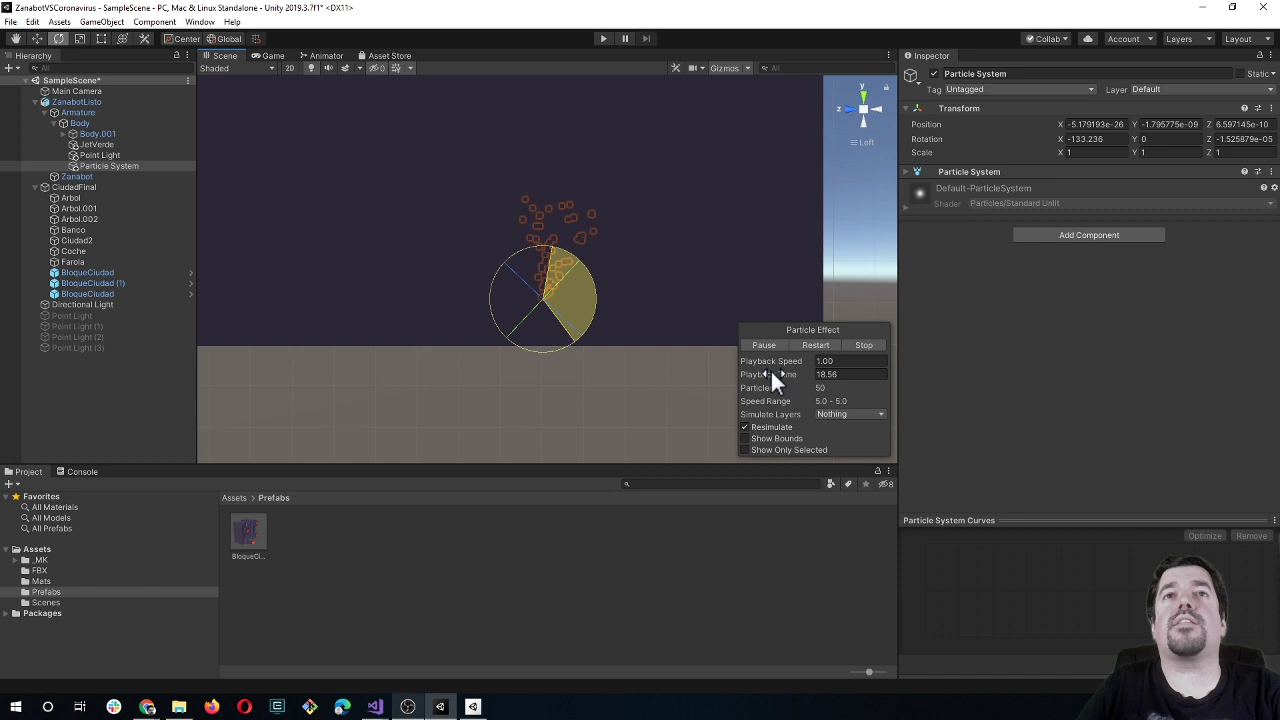 ZanabotVSCoronavirus - SampleScene - PC, Mac & Linux Standalone - Unity 2019.3.7f1* <DX11>
File Edit Assets GameObject Component Window Help
Center Global Collab Account Layers Layout
Hierarchy
All
SampleScene*
Main Camera
ZanabotListo
Armature
Body
Body.001
JetVerde
Point Light
Particle System
Zanabot
CiudadFinal
Arbol
Arbol.001
Arbol.002
Banco
Ciudad2
Coche
Farola
BloqueCiudad
BloqueCiudad (1)
BloqueCiudad
Directional Light
Point Light
Point Light (1)
Point Light (2)
Point Light (3)
Scene Game Animator Asset Store
Shaded 2D 0 Gizmos All
y
z
Left
Particle Effect
Pause Restart Stop
Playback Speed 1.00
18.56
50
Speed Range 5.0 - 5.0
Simulate Layers Nothing
Resimulate
Show Bounds
Show Only Selected
Inspector
Particle System Static
Tag Untagged Layer Default
Transform
Position X -5.179193e-26 Y -1.795775e-09 Z 6.597145e-10
Rotation X -133.236 Y 0 Z -1.525879e-05
Scale X 1 Y 1 Z 1
Particle System
Default-ParticleSystem
Shader Particles/Standard Unlit
Add Component
Particle System Curves
Optimize Remove
Project Console
8
Favorites
All Materials
All Models
All Prefabs
Assets
_MK
FBX
Mats
Prefabs
Scenes
Packages
Assets > Prefabs
BloqueCi...